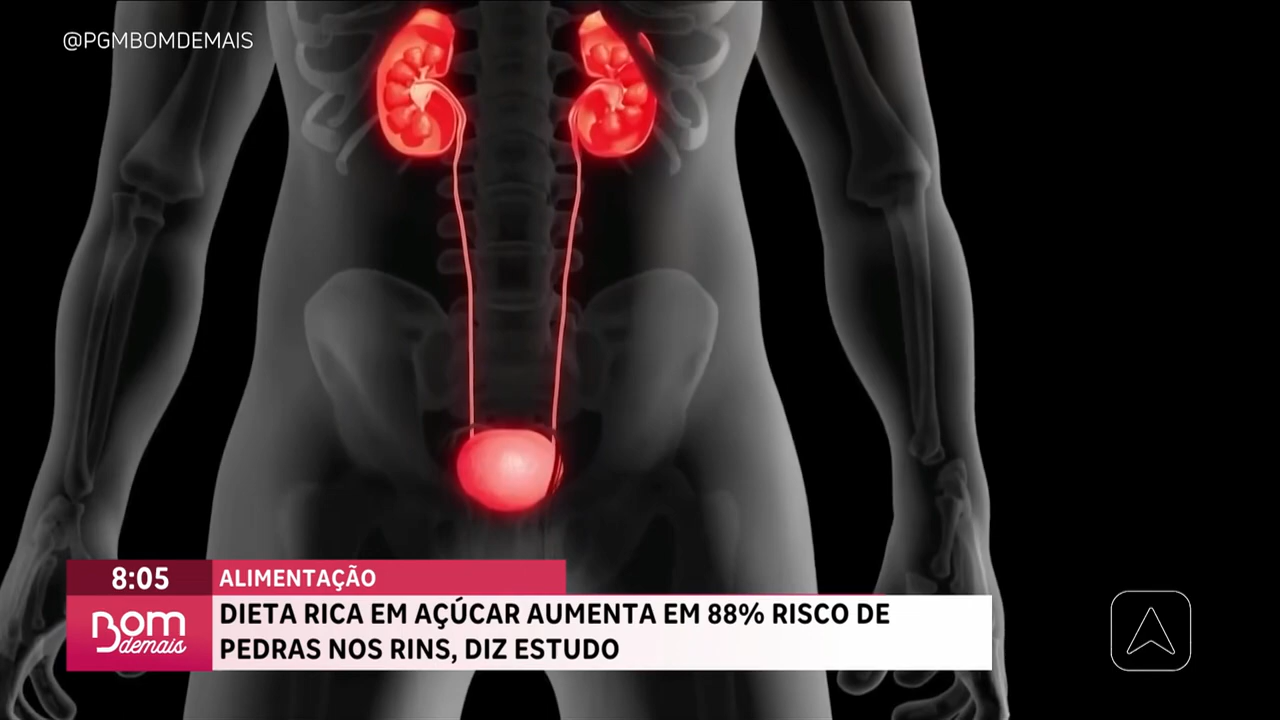 @PGMBOMDEMAIS
8:05
ALIMENTAÇÃO
Bom
demais
DIETA RICA EM AÇÚCAR AUMENTA EM 88% RISCO DE
PEDRAS NOS RINS, DIZ ESTUDO